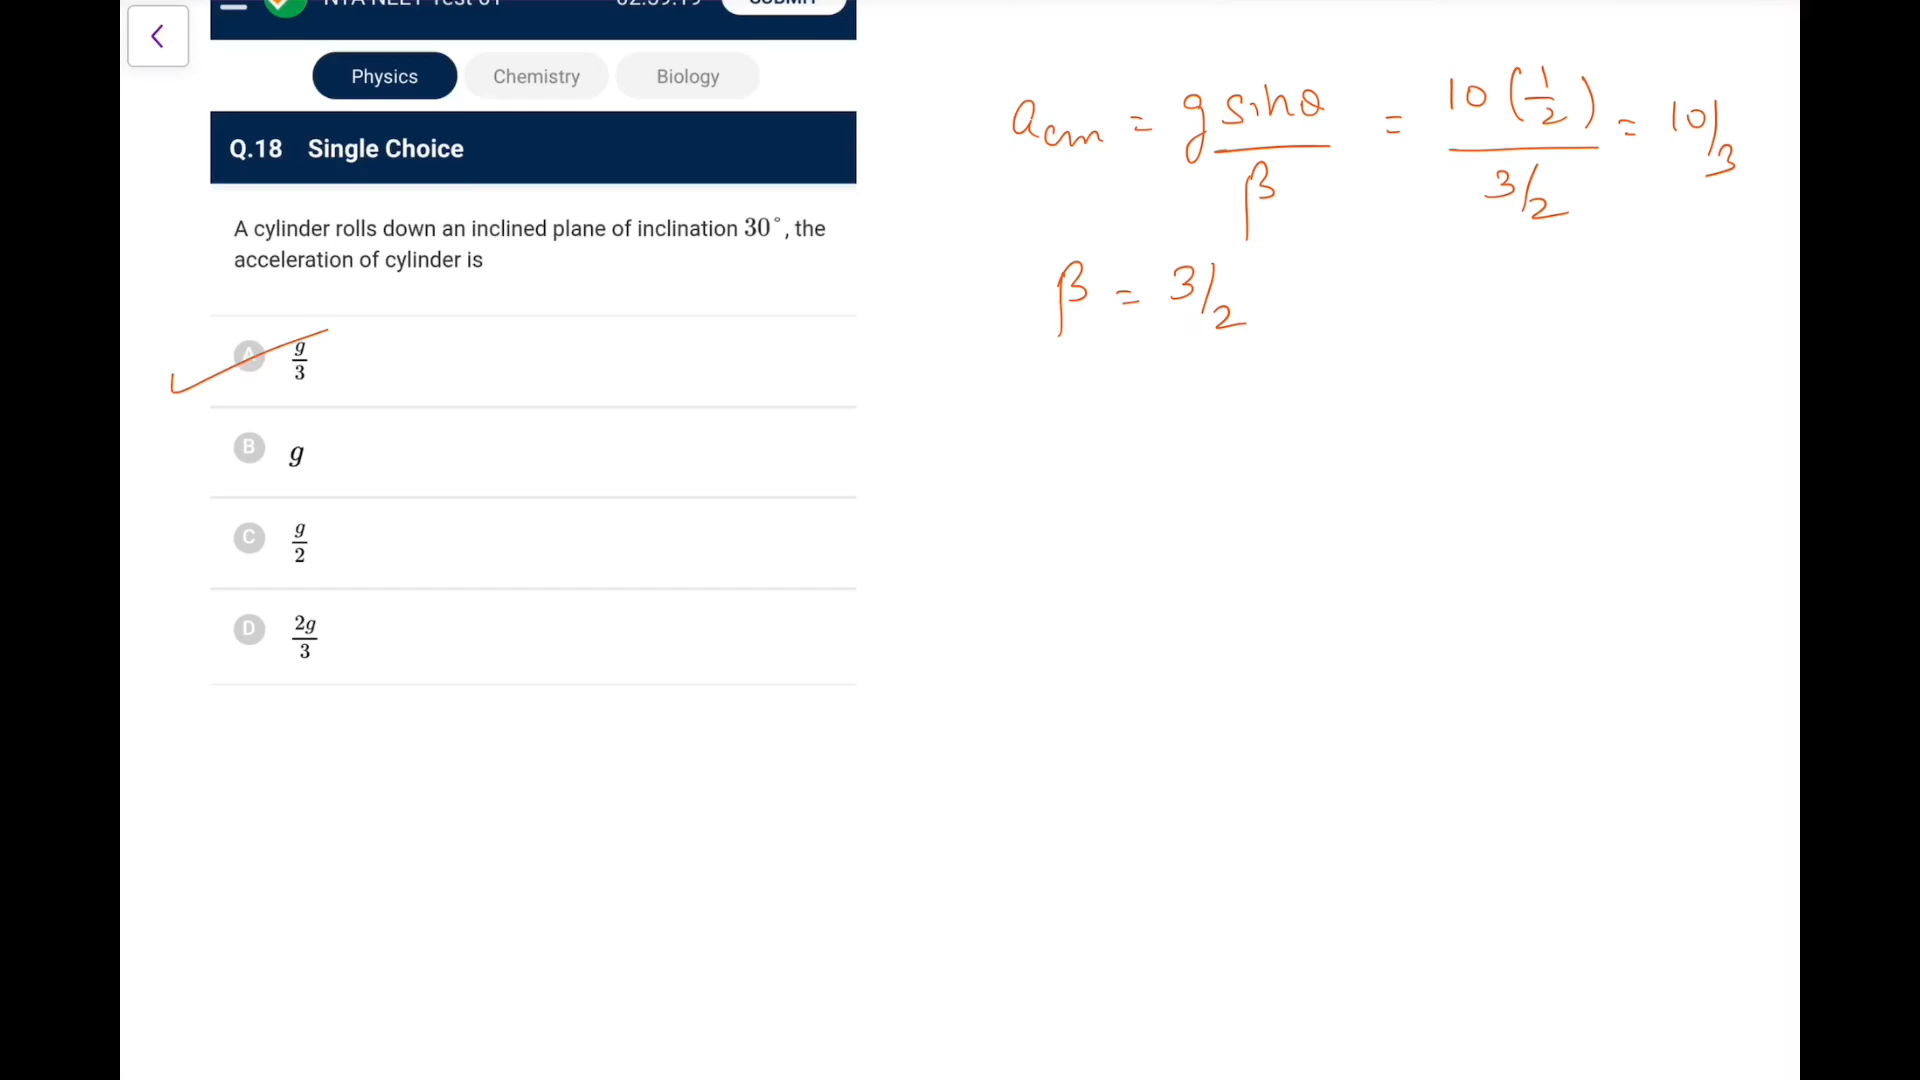 SUBMIT
Physics
Chemistry
Biology
Q.18 Single Choice
A cylinder rolls down an inclined plane of inclination 30°, the
acceleration of cylinder is
A g/3
B g
C g/2
D 2g/3
a_cm = g sinθ/β = 10(1/2)/(3/2) = 10/3
β = 3/2